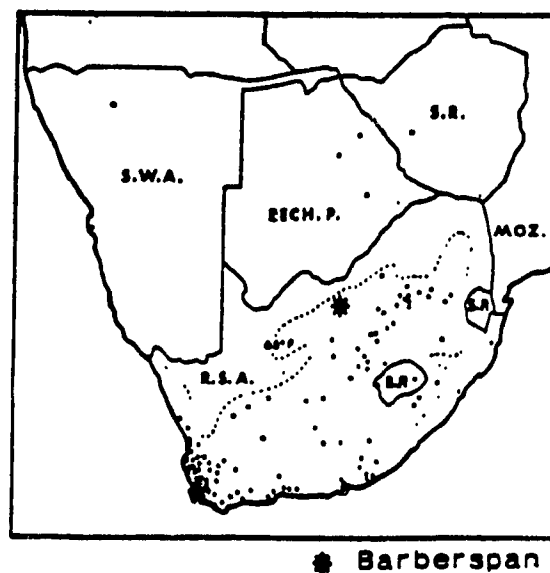 S.R.
S.W.A.
BECH.P.
MOZ.
S.P.
R.S.A.
B.P.
Barberspan